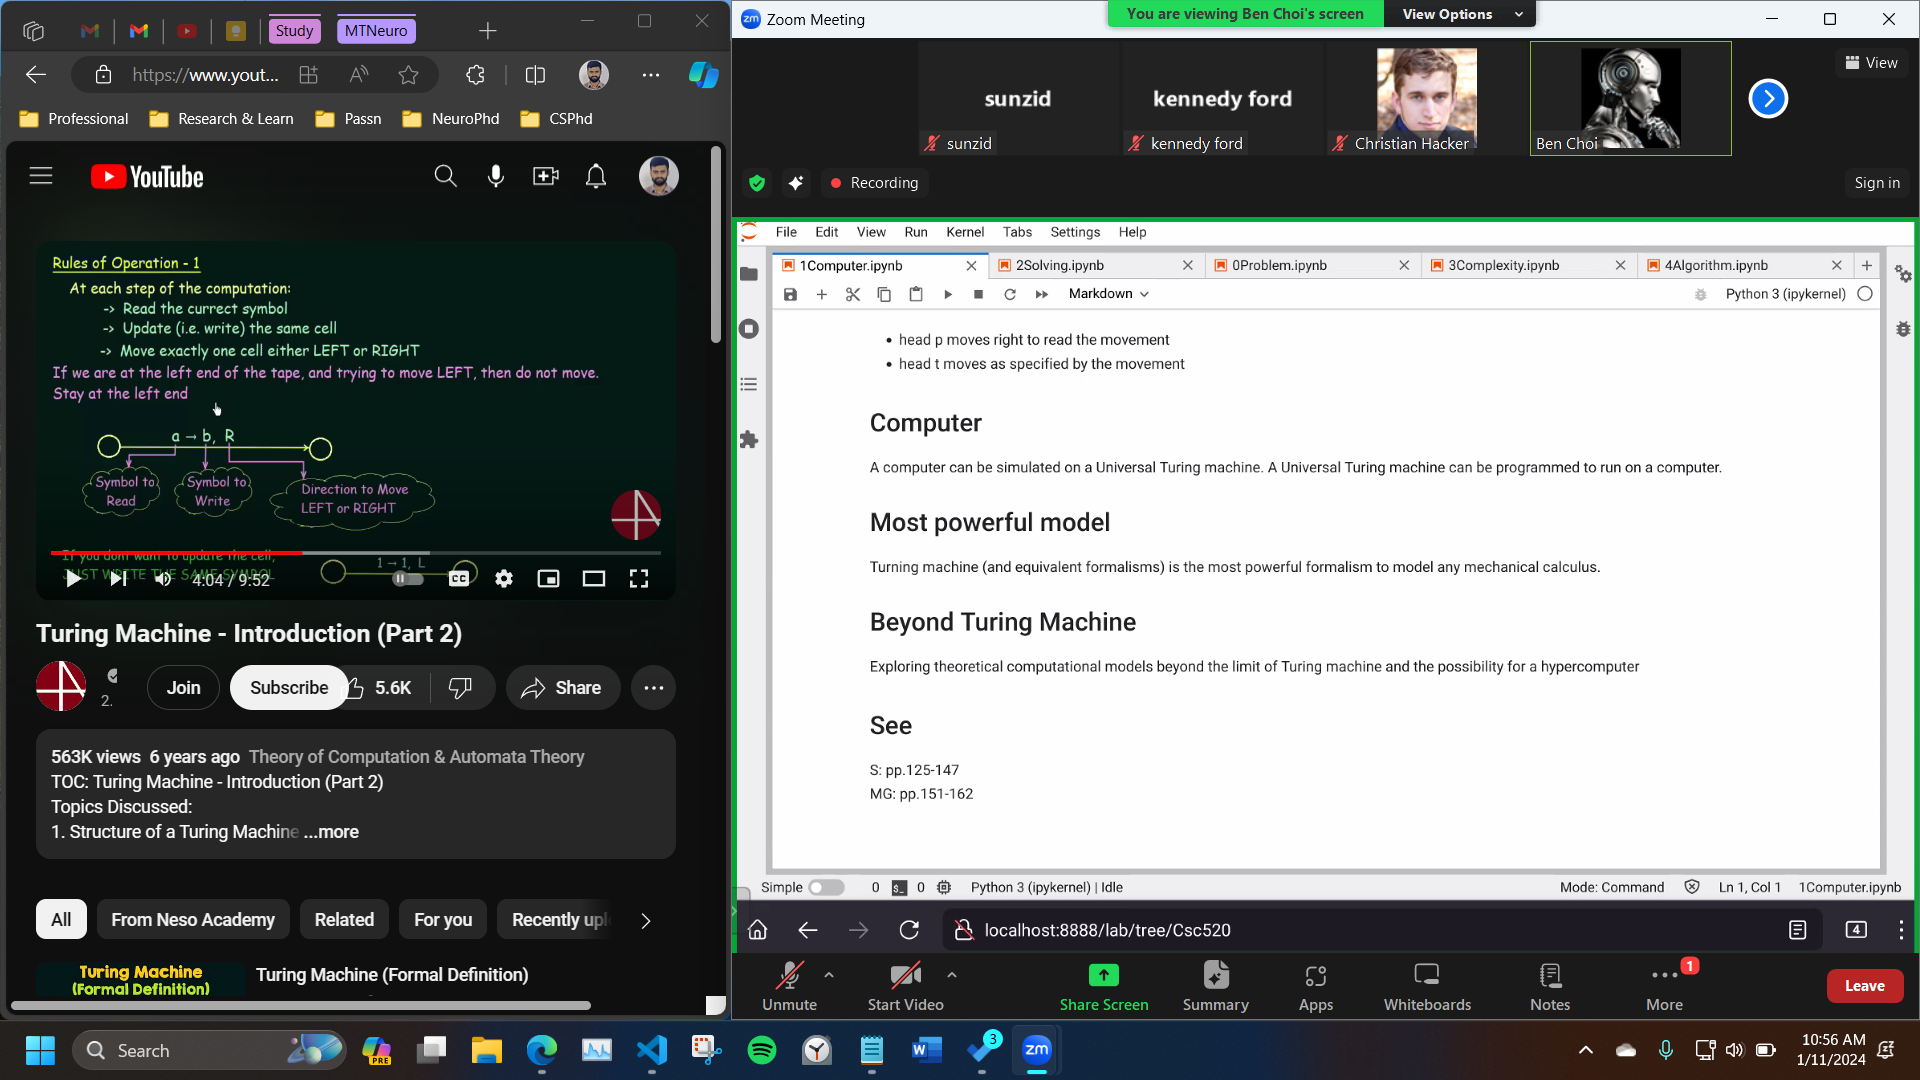 Study
MTNeuro
https://www.yout...
Professional
Research & Learn
Passn
NeuroPhd
CSPhd
YouTube
Rules of Operation - 1
At each step of the computation:
-> Read the currect symbol
-> Update (i.e. write) the same cell
-> Move exactly one cell either LEFT or RIGHT
If we are at the left end of the tape, and trying to move LEFT, then do not move.
Stay at the left end
a → b, R
Symbol to Read
Symbol to Write
Direction to Move LEFT or RIGHT
If you dont want to update the cell,
JUST WRITE THE SAME SYMBOL
1 → 1, L
4:04 / 9:52
CC
Turing Machine - Introduction (Part 2)
2.
Join
Subscribe
5.6K
Share
563K views 6 years ago Theory of Computation & Automata Theory
TOC: Turing Machine - Introduction (Part 2)
Topics Discussed:
1. Structure of a Turing Machine ...more
All
From Neso Academy
Related
For you
Recently upl
Turing Machine
(Formal Definition)
Turing Machine (Formal Definition)
zm Zoom Meeting
You are viewing Ben Choi's screen
View Options
sunzid
kennedy ford
sunzid
kennedy ford
Christian Hacker
Ben Choi
View
Recording
Sign in
File Edit View Run Kernel Tabs Settings Help
1Computer.ipynb
2Solving.ipynb
0Problem.ipynb
3Complexity.ipynb
4Algorithm.ipynb
Markdown
Python 3 (ipykernel)
• head p moves right to read the movement
• head t moves as specified by the movement
Computer
A computer can be simulated on a Universal Turing machine. A Universal Turing machine can be programmed to run on a computer.
Most powerful model
Turning machine (and equivalent formalisms) is the most powerful formalism to model any mechanical calculus.
Beyond Turing Machine
Exploring theoretical computational models beyond the limit of Turing machine and the possibility for a hypercomputer
See
S: pp.125-147
MG: pp.151-162
Simple
0
0
Python 3 (ipykernel) | Idle
Mode: Command
Ln 1, Col 1
1Computer.ipynb
localhost:8888/lab/tree/Csc520
4
Unmute
Start Video
Share Screen
Summary
Apps
Whiteboards
Notes
1
More
Leave
Search
PRE
W
3
zm
10:56 AM
1/11/2024